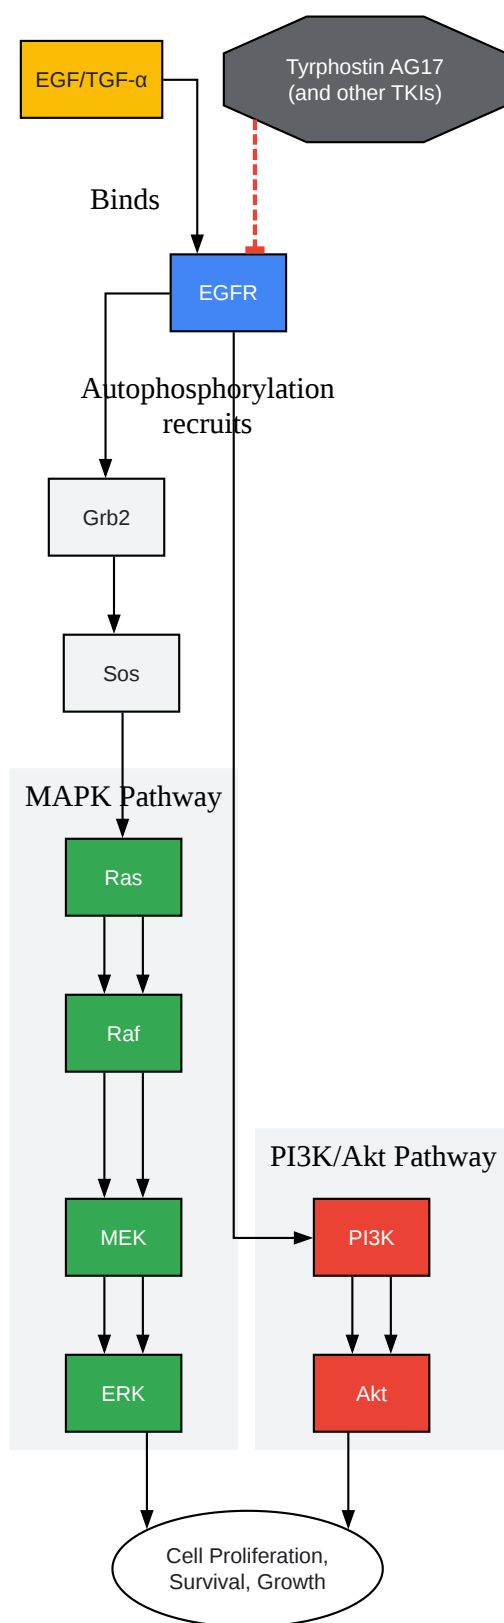 EGF/TGF-α
Tyrphostin AG17
(and other TKIs)
Binds
EGFR
Autophosphorylation
recruits
Grb2
Sos
MAPK Pathway
Ras
Raf
PI3K/Akt Pathway
MEK
PI3K
ERK
Akt
Cell Proliferation,
Survival, Growth